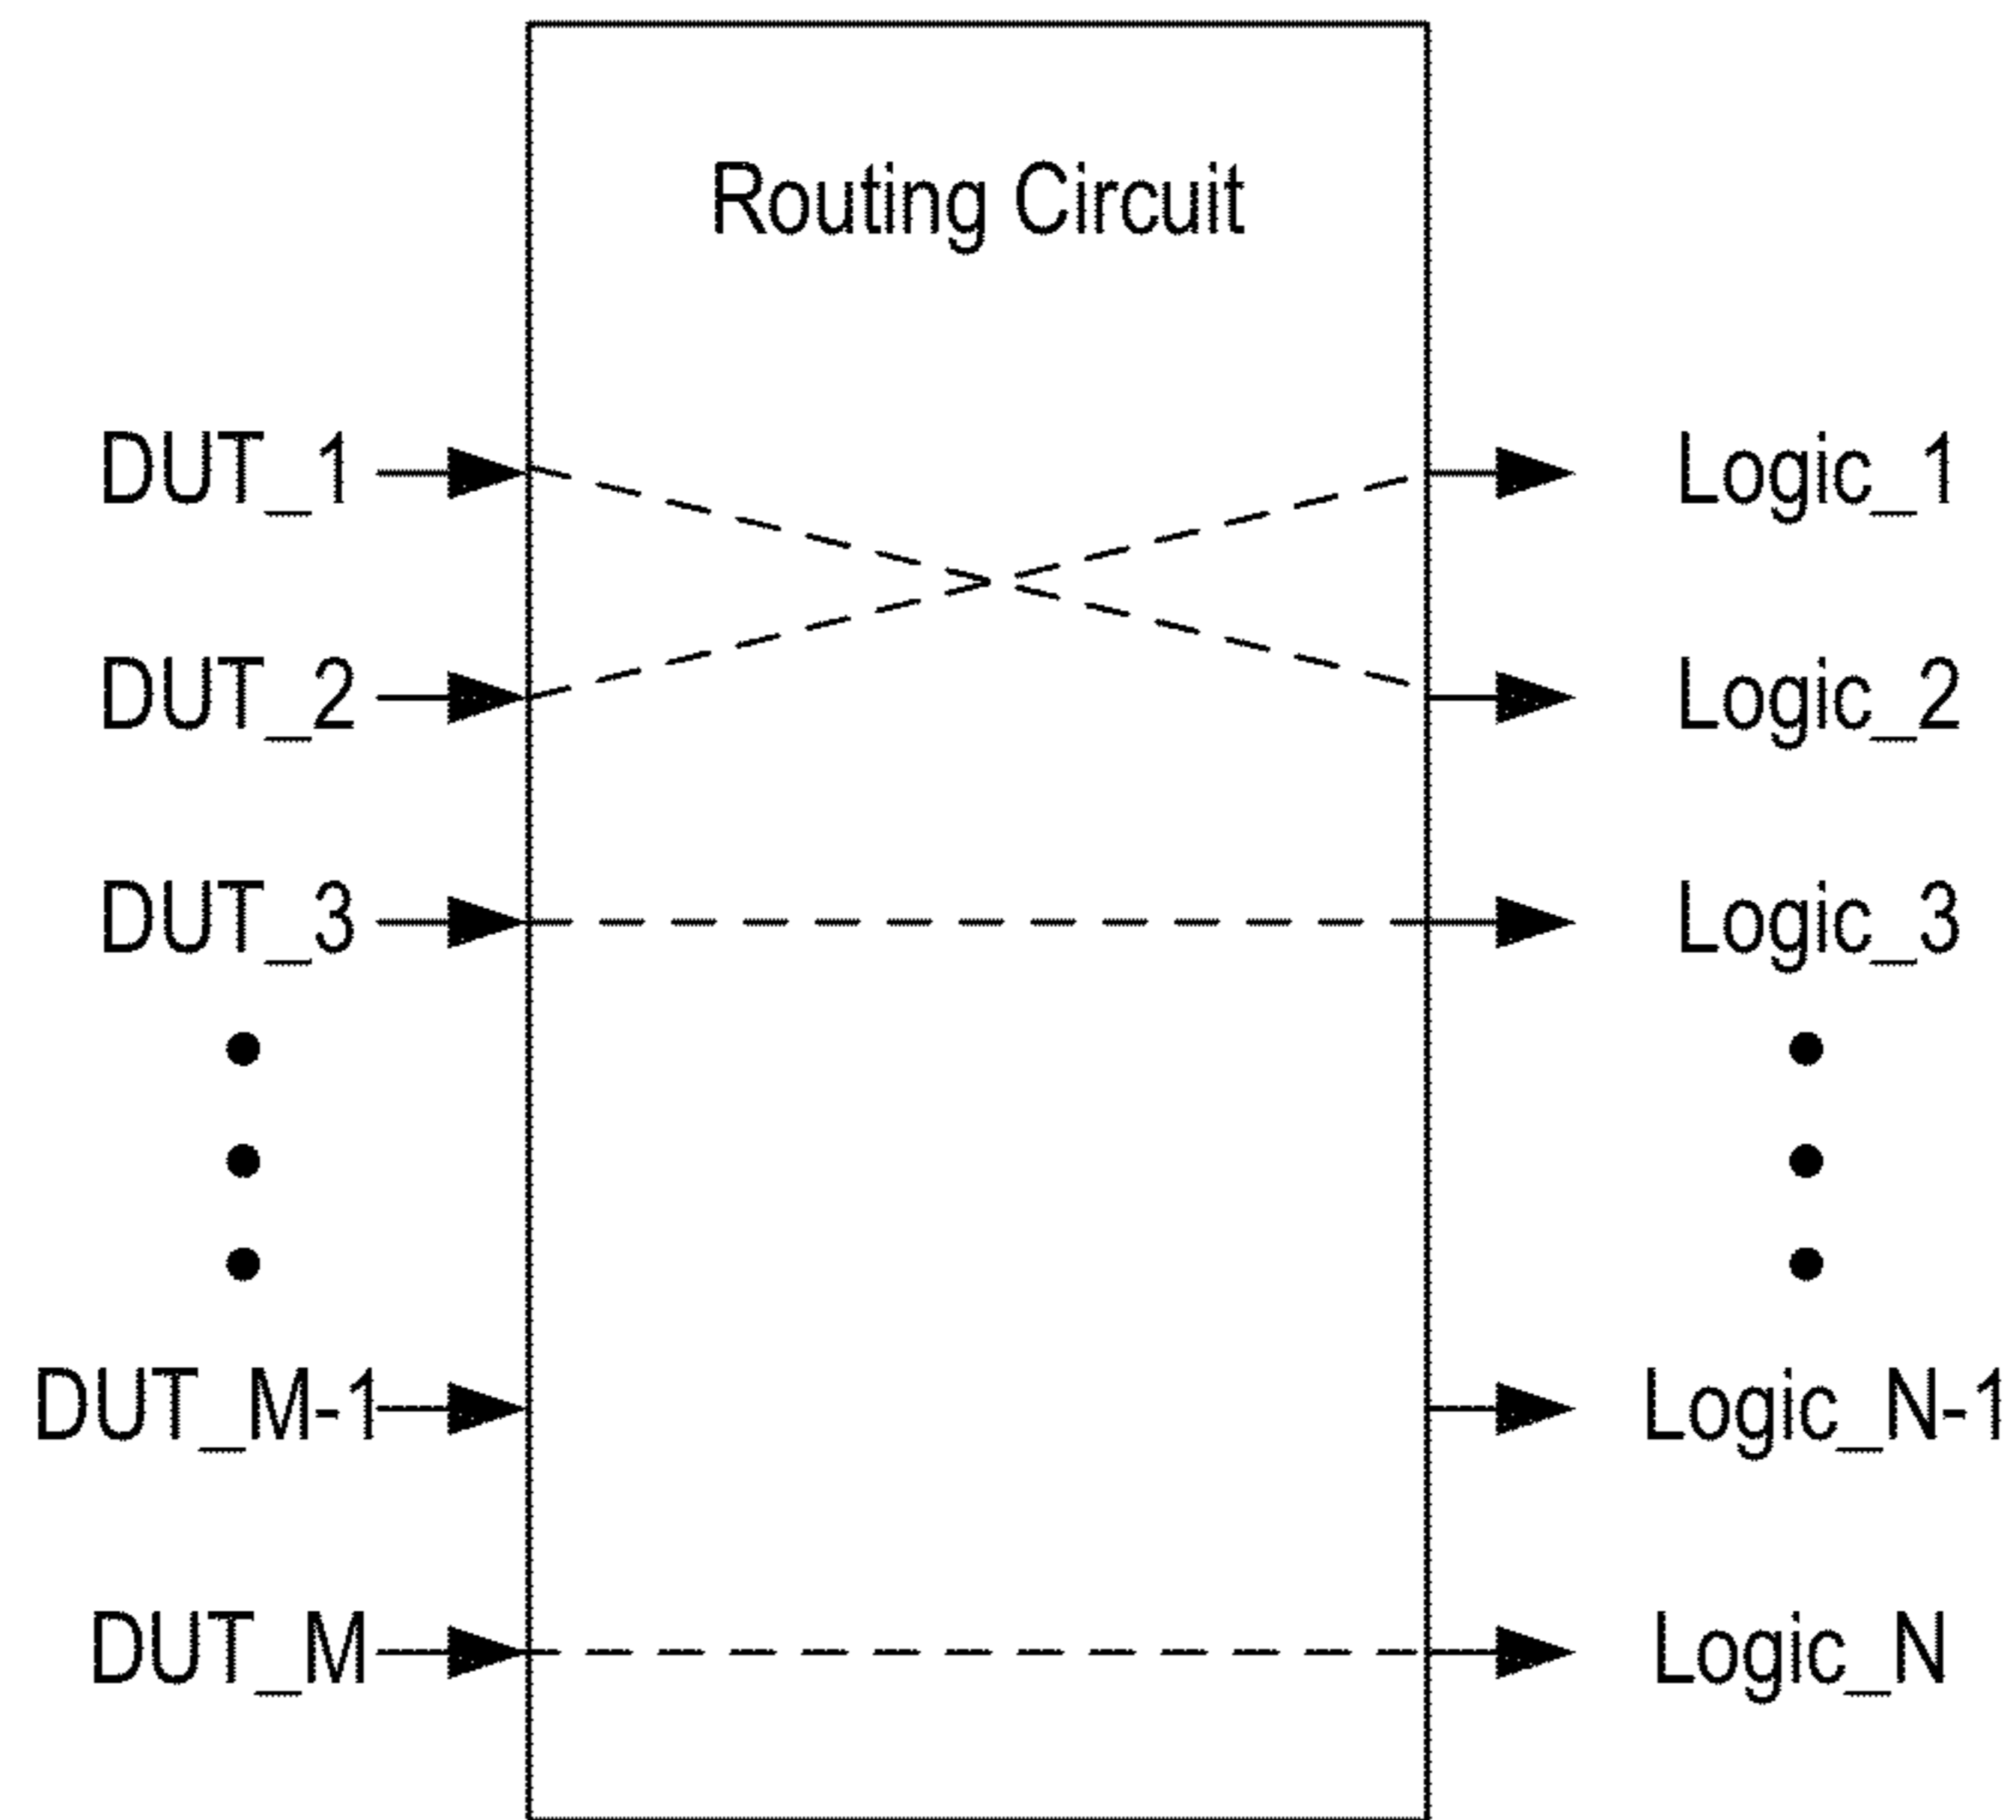 Routing Circuit
DUT_1 Logic_1
DUT_2 Logic_2
DUT_3 Logic_3
DUT_M-1 Logic_N-1
DUT_M Logic_N